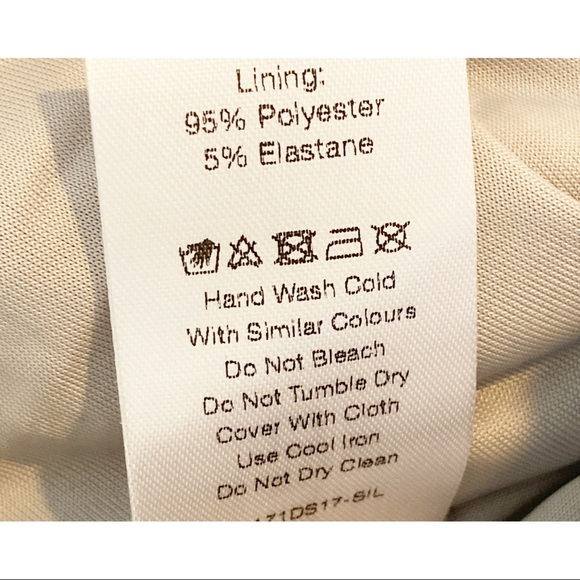 Lining:
95% Polyester
5% Elastane
Hand Wash Cold
With Similar Colours
Do Not Bleach
Do Not Tumble Dry
Cover With Cloth
Use Cool Iron
Do Not Dry Clean
171DS17-S/L